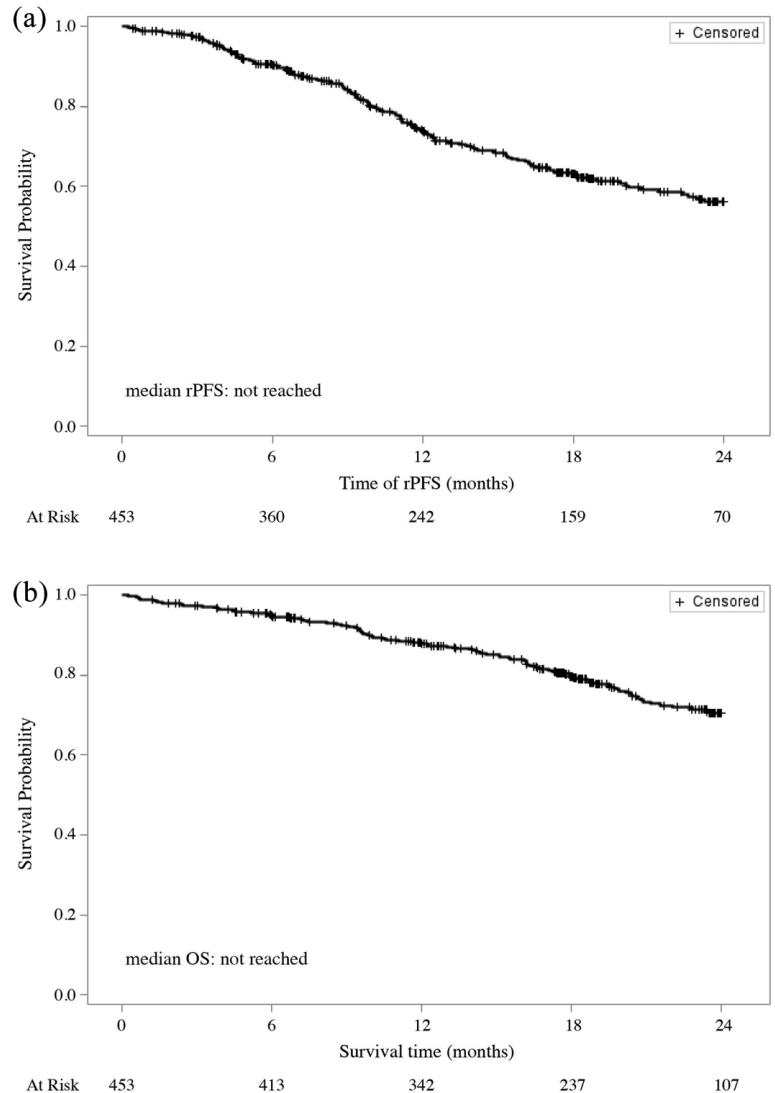 (a)
+ Censored
1.0
0.8
0.6
0.4
0.2
0.0
Survival Probability
median rPFS: not reached
0 6 12 18 24
Time of rPFS (months)
At Risk 453 360 242 159 70
(b)
+ Censored
1.0
0.8
0.6
0.4
0.2
0.0
Survival Probability
median OS: not reached
0 6 12 18 24
Survival time (months)
At Risk 453 413 342 237 107